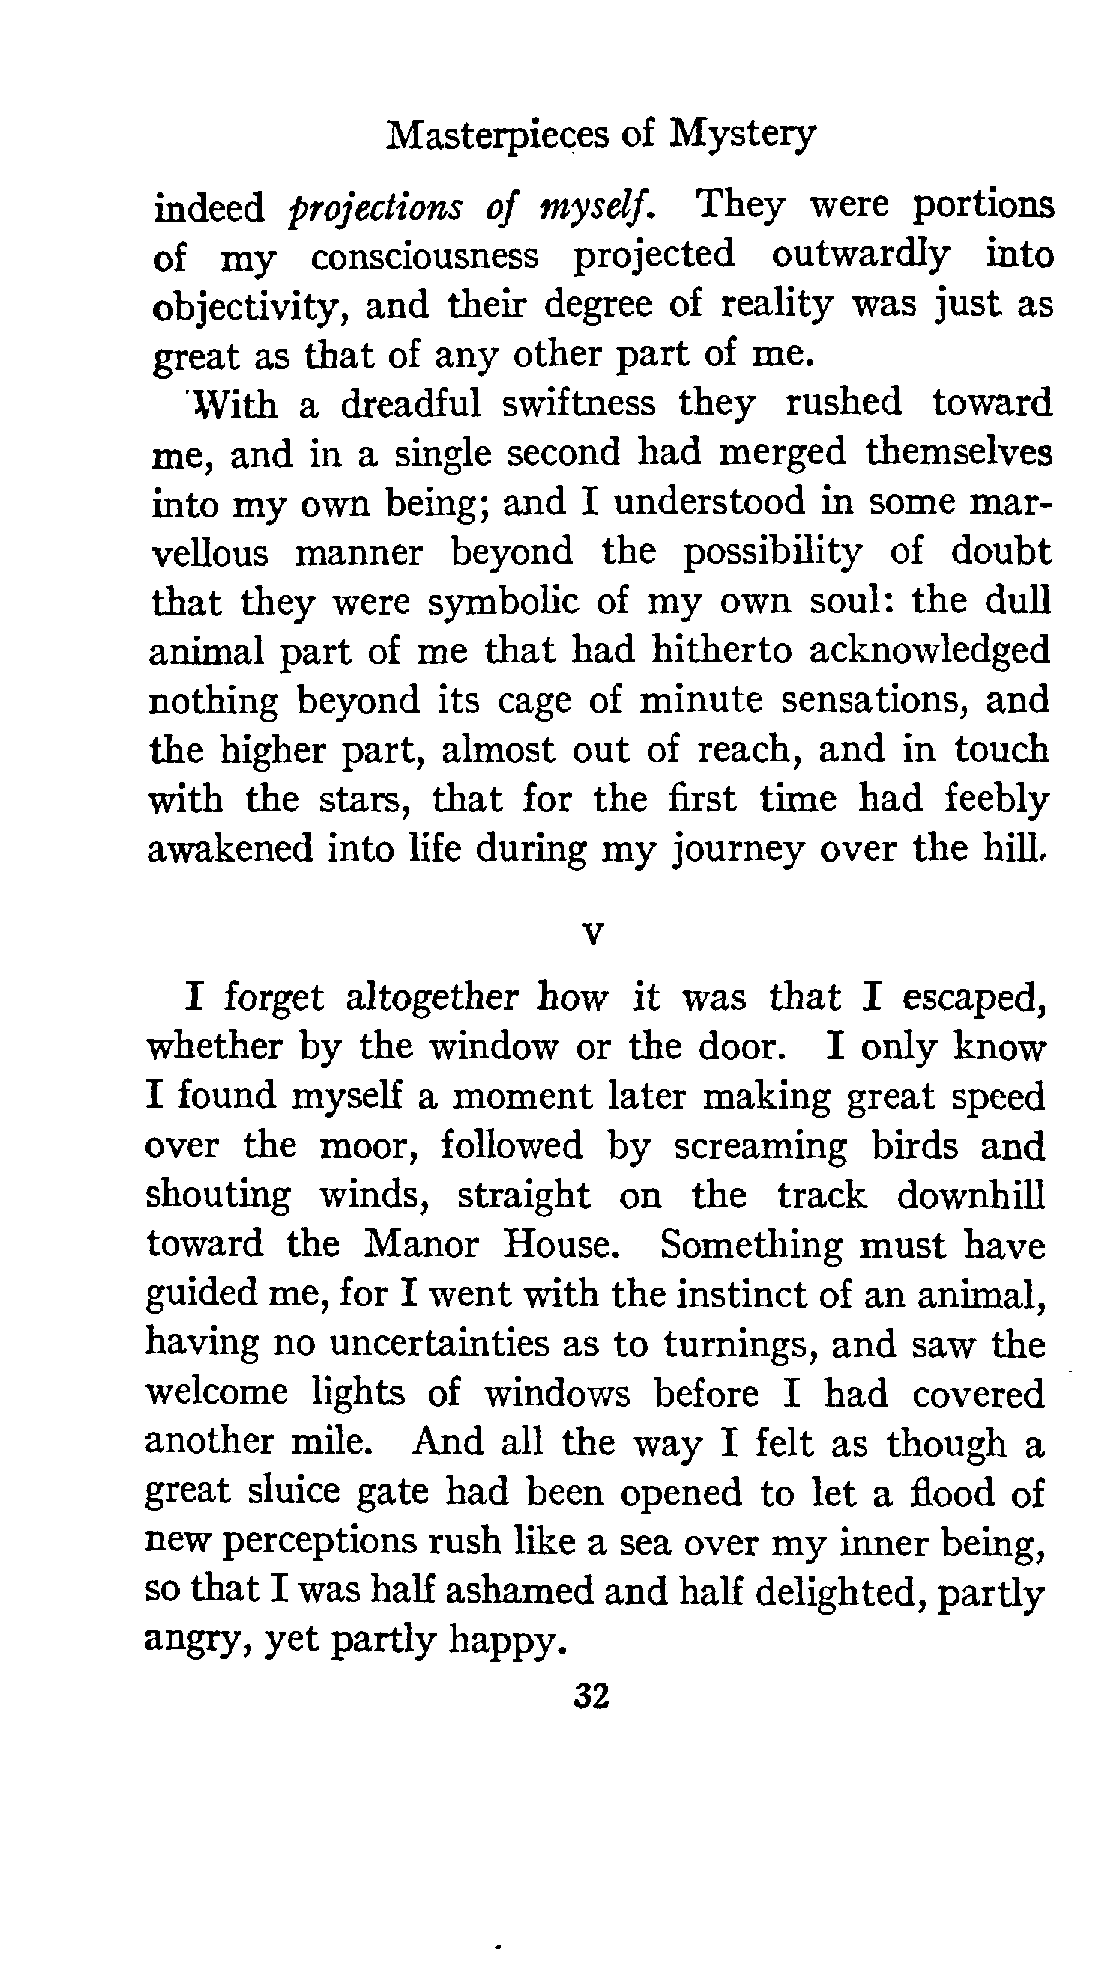 Masterpieces of Mystery
indeed projections of myself. They were portions
of my consciousness projected outwardly into
objectivity, and their degree of reality was just as
great as that of any other part of me.
With a dreadful swiftness they rushed toward
me, and in a single second had merged themselves
into my own being; and I understood in some mar-
vellous manner beyond the possibility of doubt
that they were symbolic of my own soul: the dull
animal part of me that had hitherto acknowledged
nothing beyond its cage of minute sensations, and
the higher part, almost out of reach, and in touch
with the stars, that for the first time had feebly
awakened into life during my journey over the hill.
V
I forget altogether how it was that I escaped,
whether by the window or the door. I only know
I found myself a moment later making great speed
over the moor, followed by screaming birds and
shouting winds, straight on the track downhill
toward the Manor House. Something must have
guided me, for I went with the instinct of an animal,
having no uncertainties as to turnings, and saw the
welcome lights of windows before I had covered
another mile. And all the way I felt as though a
great sluice gate had been opened to let a flood of
new perceptions rush like a sea over my inner being,
so that I was half ashamed and half delighted, partly
angry, yet partly happy.
32